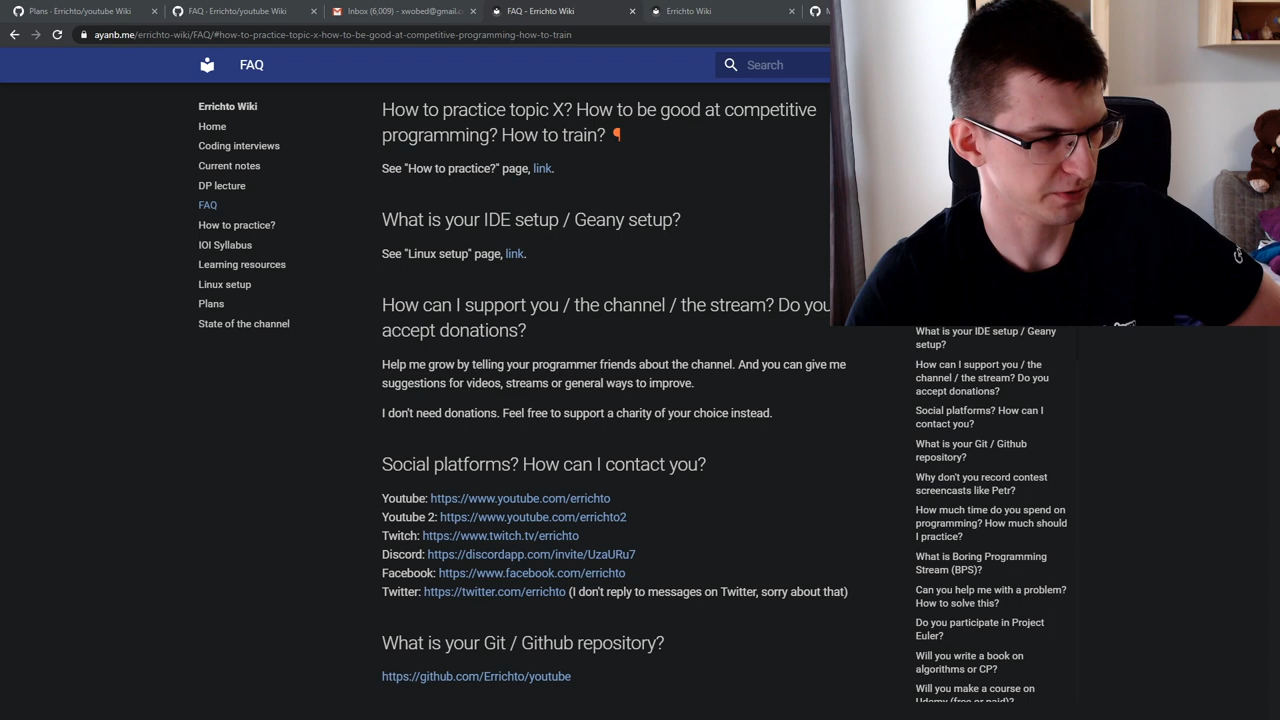 Plans · Errichto/youtube Wiki
FAQ · Errichto/youtube Wiki
Inbox (6,009) - xwobed@gmail.c
FAQ - Errichto Wiki
Errichto Wiki
ayanb.me/errichto-wiki/FAQ/#how-to-practice-topic-x-how-to-be-good-at-competitive-programming-how-to-train
FAQ
Search
Errichto Wiki
Home
Coding interviews
Current notes
DP lecture
FAQ
How to practice?
IOI Syllabus
Learning resources
Linux setup
Plans
State of the channel
How to practice topic X? How to be good at competitive
programming? How to train? ¶
See "How to practice?" page, link.
What is your IDE setup / Geany setup?
See "Linux setup" page, link.
How can I support you / the channel / the stream? Do you
accept donations?
Help me grow by telling your programmer friends about the channel. And you can give me
suggestions for videos, streams or general ways to improve.
I don't need donations. Feel free to support a charity of your choice instead.
Social platforms? How can I contact you?
Youtube: https://www.youtube.com/errichto
Youtube 2: https://www.youtube.com/errichto2
Twitch: https://www.twitch.tv/errichto
Discord: https://discordapp.com/invite/UzaURu7
Facebook: https://www.facebook.com/errichto
Twitter: https://twitter.com/errichto (I don't reply to messages on Twitter, sorry about that)
What is your Git / Github repository?
https://github.com/Errichto/youtube
What is your IDE setup / Geany
setup?
How can I support you / the
channel / the stream? Do you
accept donations?
Social platforms? How can I
contact you?
What is your Git / Github
repository?
Why don't you record contest
screencasts like Petr?
How much time do you spend on
programming? How much should
I practice?
What is Boring Programming
Stream (BPS)?
Can you help me with a problem?
How to solve this?
Do you participate in Project
Euler?
Will you write a book on
algorithms or CP?
Will you make a course on
Udemy (free or paid)?